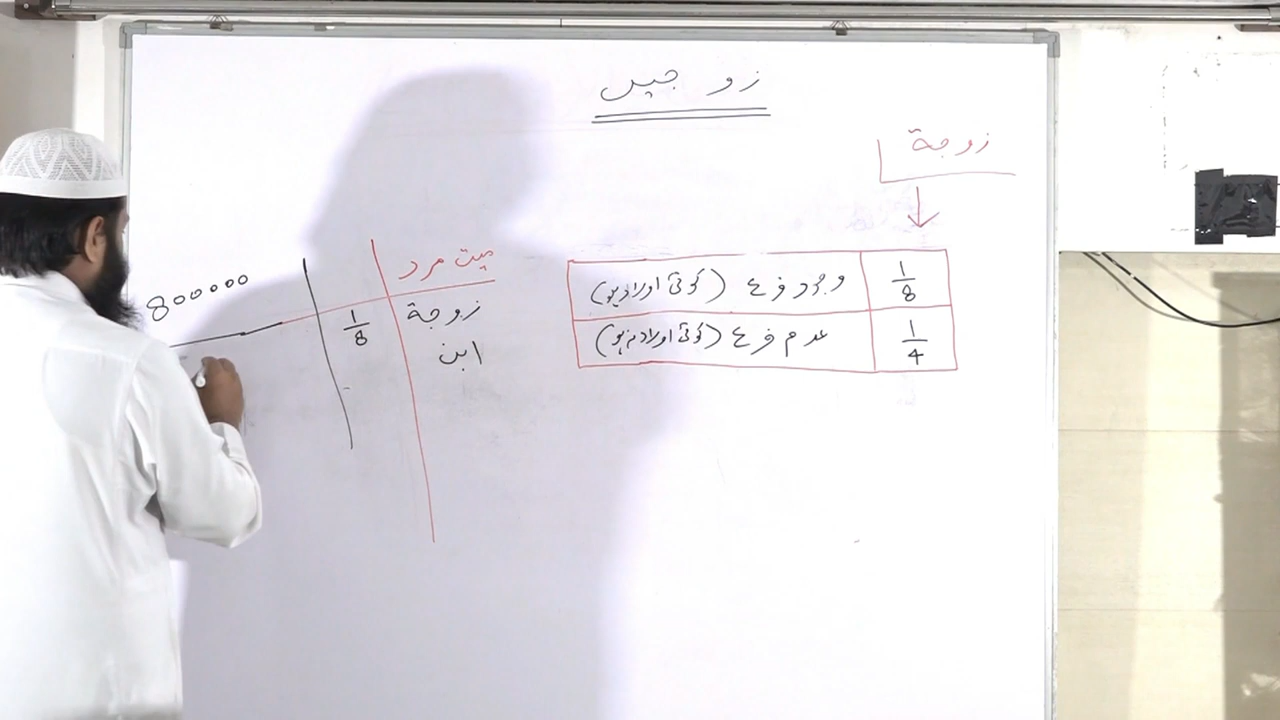 زوجین
زوجة
1/8 وجود فرع (کوئی اولاد ہو)
1/4 عدم فرع (کوئی اولاد نہ ہو)
میت مرد
800000
زوجة 1/8
ابن